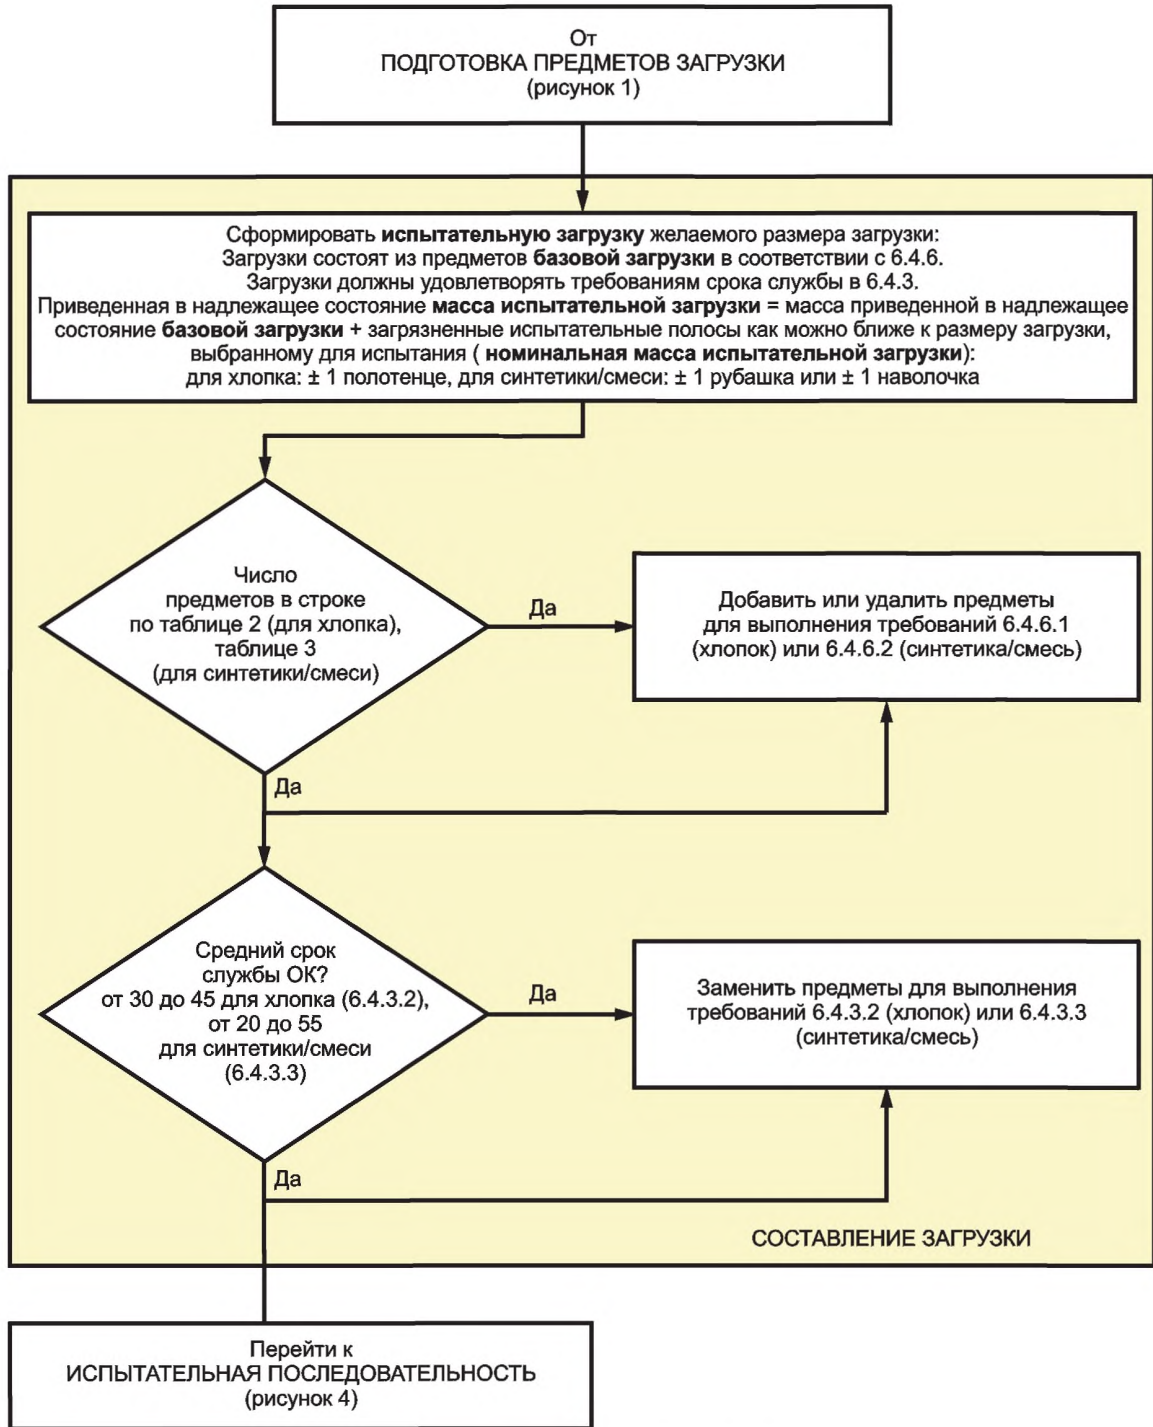 От
ПОДГОТОВКА ПРЕДМЕТОВ ЗАГРУЗКИ
(рисунок 1)
Сформировать испытательную загрузку желаемого размера загрузки:
Загрузки состоят из предметов базовой загрузки в соответствии с 6.4.6.
Загрузки должны удовлетворять требованиям срока службы в 6.4.3.
Приведенная в надлежащее состояние масса испытательной загрузки = масса приведенной в надлежащее
состояние базовой загрузки + загрязненные испытательные полосы как можно ближе к размеру загрузки,
выбранному для испытания ( номинальная масса испытательной загрузки):
для хлопка: ± 1 полотенце, для синтетики/смеси: ± 1 рубашка или ± 1 наволочка
Число
предметов в строке
по таблице 2 (для хлопка),
таблице 3
(для синтетики/смеси)
Да
Добавить или удалить предметы
для выполнения требований 6.4.6.1
(хлопок) или 6.4.6.2 (синтетика/смесь)
Да
Средний срок
службы ОК?
от 30 до 45 для хлопка (6.4.3.2),
от 20 до 55
для синтетики/смеси
(6.4.3.3)
Да
Заменить предметы для выполнения
требований 6.4.3.2 (хлопок) или 6.4.3.3
(синтетика/смесь)
Да
СОСТАВЛЕНИЕ ЗАГРУЗКИ
Перейти к
ИСПЫТАТЕЛЬНАЯ ПОСЛЕДОВАТЕЛЬНОСТЬ
(рисунок 4)